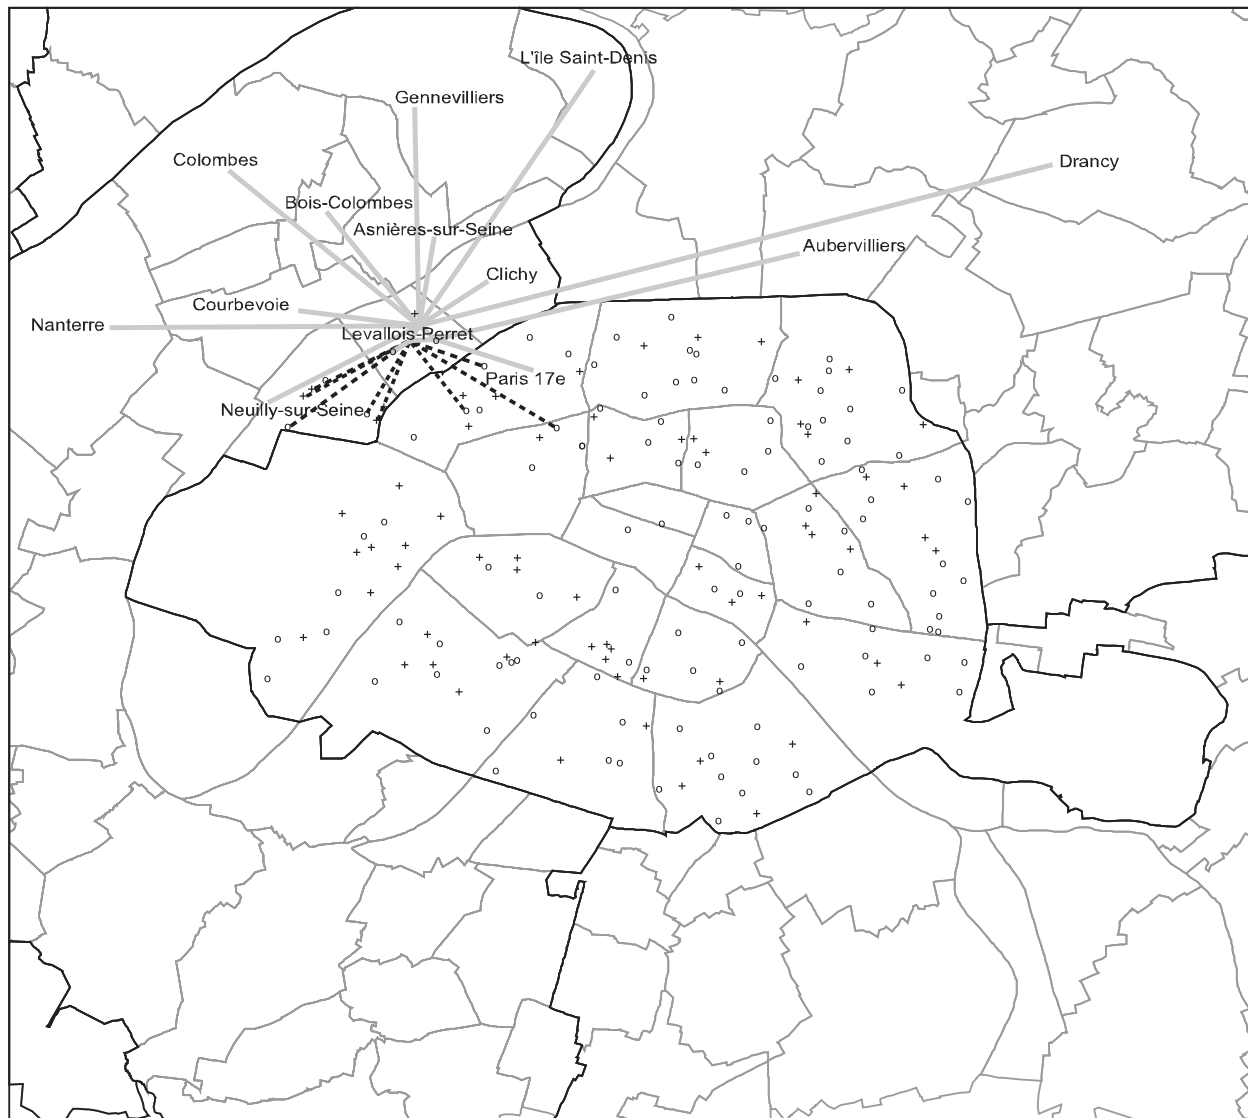 L'île Saint-Denis
Gennevilliers
Colombes
Drancy
Bois-Colombes
Asnières-sur-Seine
Aubervilliers
Clichy
Courbevoie
Nanterre
Levallois-Perret
Paris 17e
Neuilly-sur-Seine